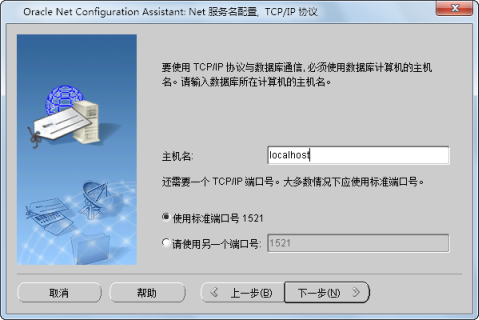 Oracle Net Configuration Assistant: Net 服务名配置, TCP/IP 协议
要使用 TCP/IP 协议与数据库通信, 必须使用数据库计算机的主机
名。请输入数据库所在计算机的主机名。
主机名:
localhost
还需要一个 TCP/IP 端口号。大多数情况下应使用标准端口号。
使用标准端口号 1521
请使用另一个端口号:
1521
取消
帮助
上一步(B)
下一步(N)